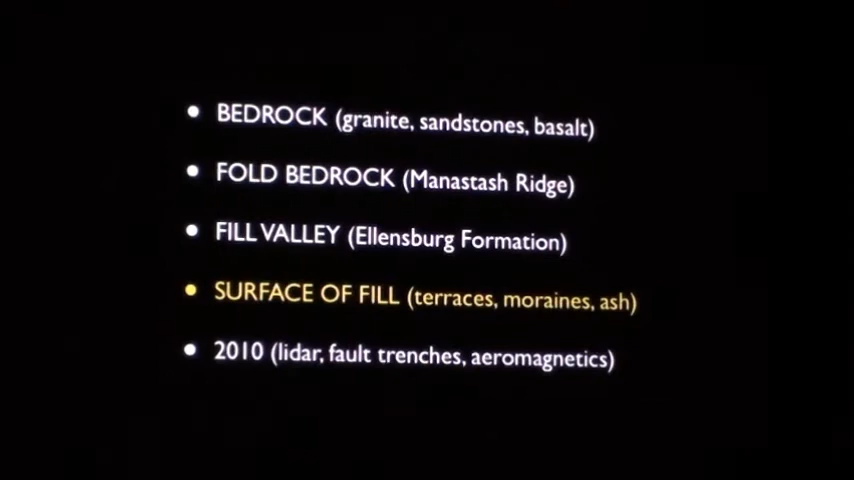 • BEDROCK (granite, sandstones, basalt)
• FOLD BEDROCK (Manastash Ridge)
• FILL VALLEY (Ellensburg Formation)
• SURFACE OF FILL (terraces, moraines, ash)
• 2010 (lidar, fault trenches, aeromagnetics)